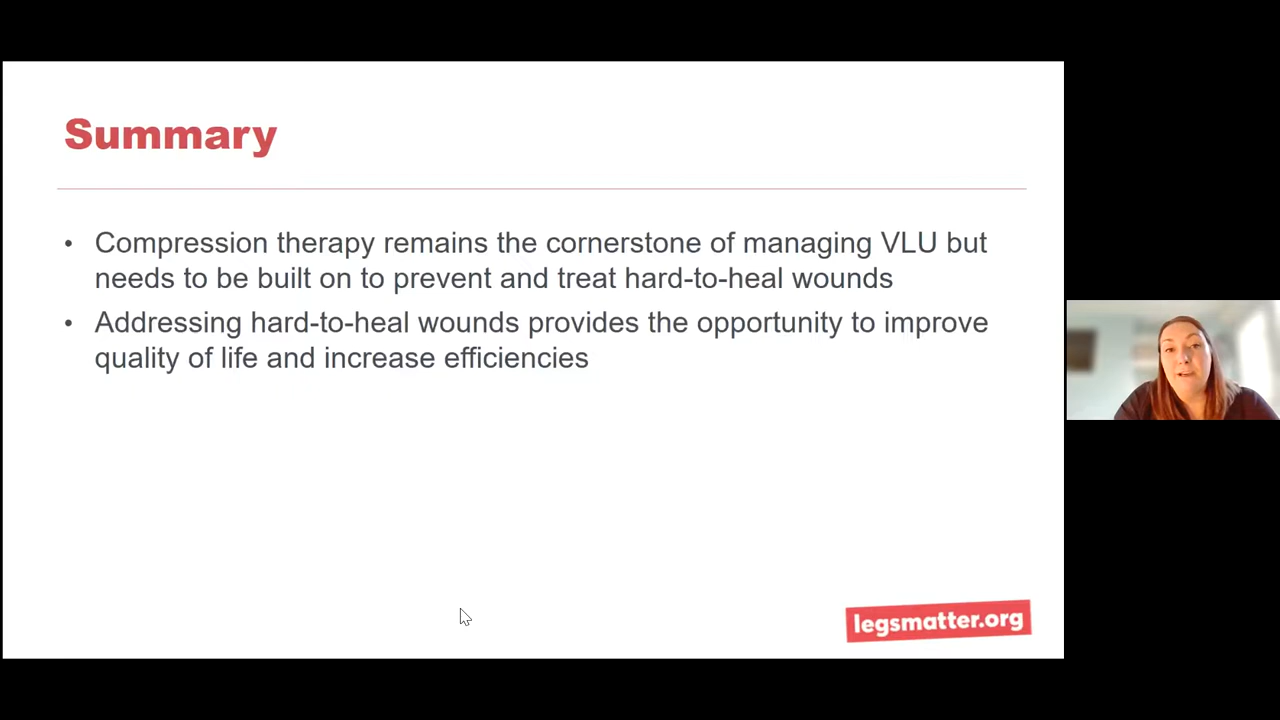 Summary
• Compression therapy remains the cornerstone of managing VLU but
needs to be built on to prevent and treat hard-to-heal wounds
• Addressing hard-to-heal wounds provides the opportunity to improve
quality of life and increase efficiencies
legsmatter.org